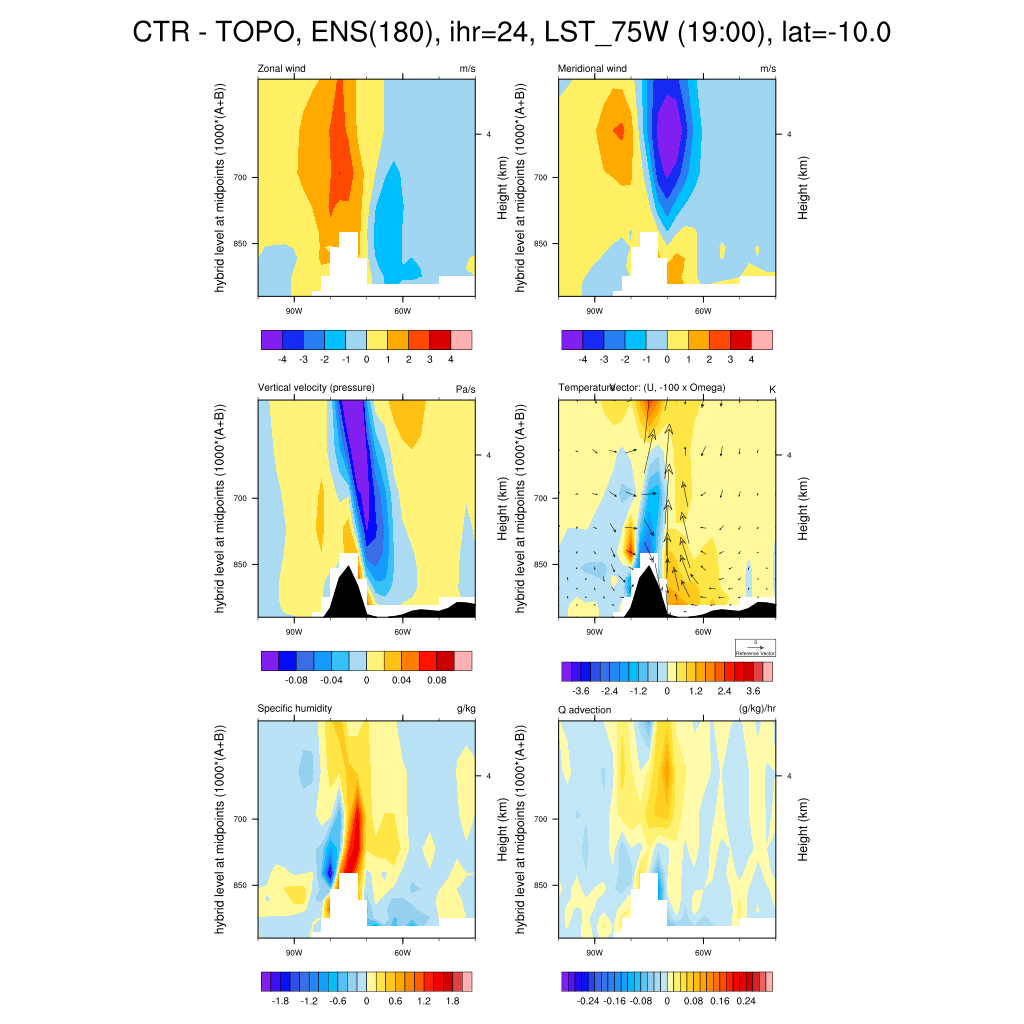 CTR - TOPO, ENS(180), ihr=24, LST_75W (19:00), lat=-10.0
Zonal wind m/s
hybrid level at midpoints (1000*(A+B))
700
850
4
Height (km)
90W 60W
-4 -3 -2 -1 0 1 2 3 4
Meridional wind m/s
hybrid level at midpoints (1000*(A+B))
700
850
4
Height (km)
90W 60W
-4 -3 -2 -1 0 1 2 3 4
Vertical velocity (pressure) Pa/s
hybrid level at midpoints (1000*(A+B))
700
850
4
Height (km)
90W 60W
-0.08 -0.04 0 0.04 0.08
Temperature Vector: (U, -100 x Omega) K
hybrid level at midpoints (1000*(A+B))
700
850
4
Height (km)
90W 60W
3
Reference Vector
-3.6 -2.4 -1.2 0 1.2 2.4 3.6
Specific humidity g/kg
hybrid level at midpoints (1000*(A+B))
700
850
4
Height (km)
90W 60W
-1.8 -1.2 -0.6 0 0.6 1.2 1.8
Q advection (g/kg)/hr
hybrid level at midpoints (1000*(A+B))
700
850
4
Height (km)
90W 60W
-0.24 -0.16 -0.08 0 0.08 0.16 0.24